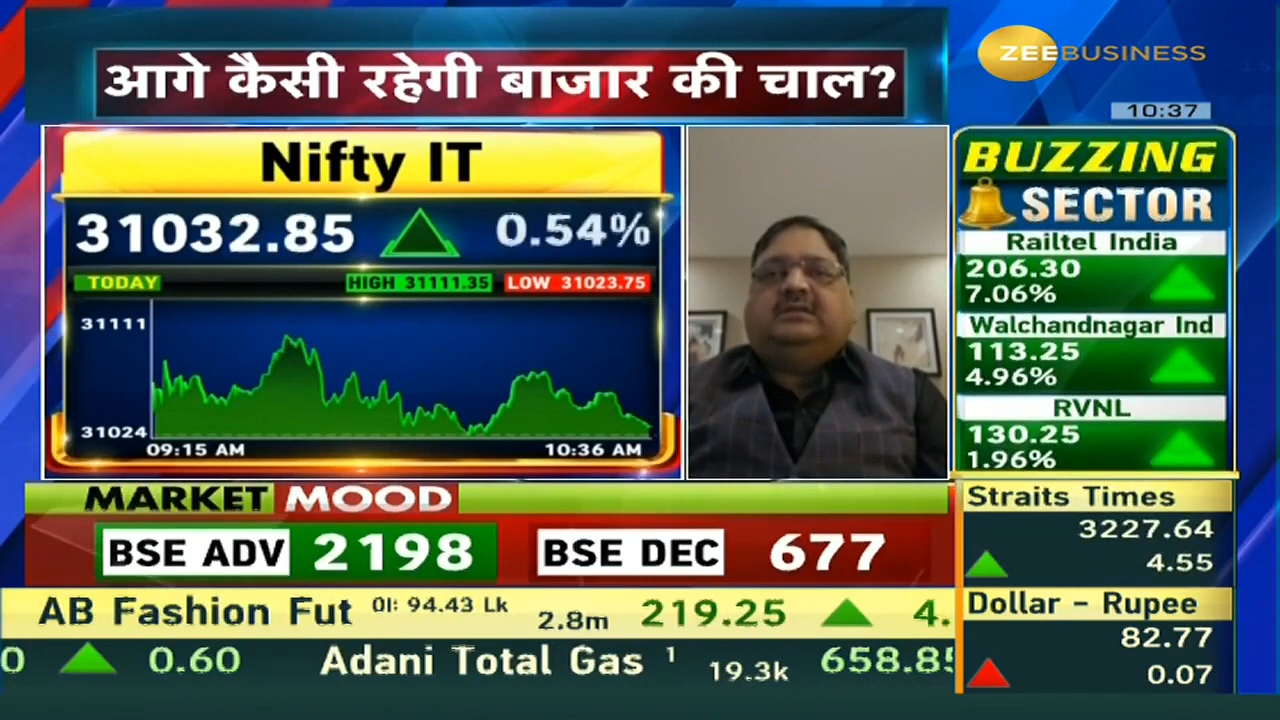 आगे कैसी रहेगी बाजार की चाल?
ZEEBUSINESS
10:37
Nifty IT
31032.85 0.54%
TODAY HIGH 31111.35 LOW 31023.75
31111
31024
09:15 AM 10:36 AM
BUZZING
SECTOR
Railtel India
206.30
7.06%
Walchandnagar Ind
113.25
4.96%
RVNL
130.25
1.96%
MARKET MOOD
BSE ADV 2198 BSE DEC 677
Straits Times
3227.64
4.55
Dollar - Rupee
82.77
0.07
AB Fashion Fut OI: 94.43 Lk 2.8m 219.25 4.
0 0.60 Adani Total Gas 1 19.3k 658.85